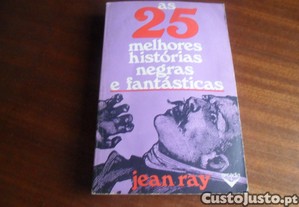 as
25
melhores
histórias
negras
e fantásticas
jean ray
CustoJusto.pt